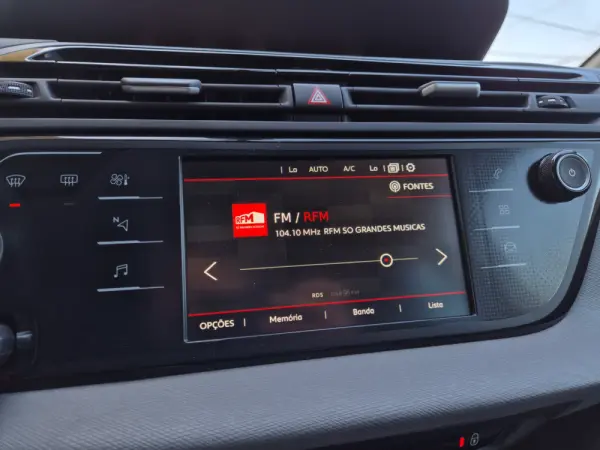 Lo AUTO A/C Lo
FONTES
RFM
FM / RFM
104.10 MHz RFM SO GRANDES MUSICAS
N
RDS
OPÇÕES | Memória | Banda | Lista